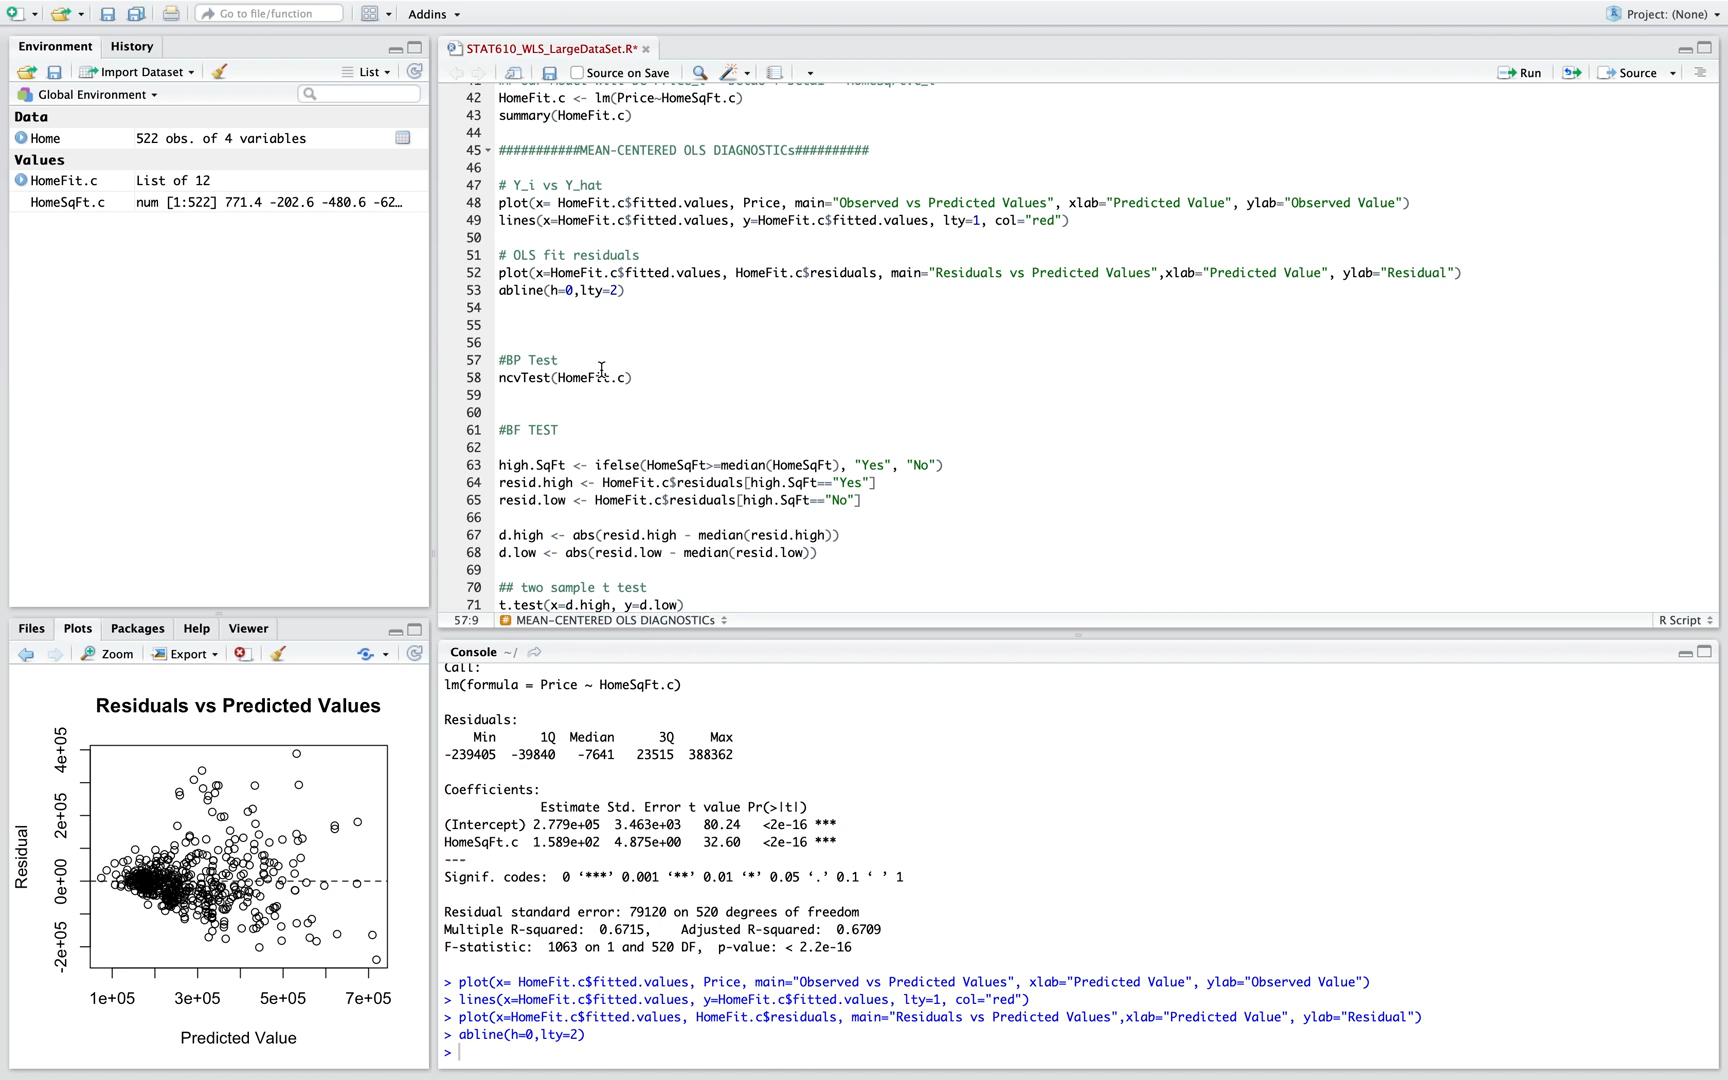 Go to file/function
Addins
Project: (None)
Environment
History
Import Dataset
List
Global Environment
Data
Home 522 obs. of 4 variables
Values
HomeFit.c List of 12
HomeSqFt.c num [1:522] 771.4 -202.6 -480.6 -62…
STAT610_WLS_LargeDataSet.R*
Source on Save
Run
Source
42 HomeFit.c <- lm(Price~HomeSqFt.c)
43 summary(HomeFit.c)
44
45 ###########MEAN-CENTERED OLS DIAGNOSTICs##########
46
47 # Y_i vs Y_hat
48 plot(x= HomeFit.c$fitted.values, Price, main="Observed vs Predicted Values", xlab="Predicted Value", ylab="Observed Value")
49 lines(x=HomeFit.c$fitted.values, y=HomeFit.c$fitted.values, lty=1, col="red")
50
51 # OLS fit residuals
52 plot(x=HomeFit.c$fitted.values, HomeFit.c$residuals, main="Residuals vs Predicted Values",xlab="Predicted Value", ylab="Residual")
53 abline(h=0,lty=2)
54
55
56
57 #BP Test
58 ncvTest(HomeFit.c)
59
60
61 #BF TEST
62
63 high.SqFt <- ifelse(HomeSqFt>=median(HomeSqFt), "Yes", "No")
64 resid.high <- HomeFit.c$residuals[high.SqFt=="Yes"]
65 resid.low <- HomeFit.c$residuals[high.SqFt=="No"]
66
67 d.high <- abs(resid.high - median(resid.high))
68 d.low <- abs(resid.low - median(resid.low))
69
70 ## two sample t test
71 t.test(x=d.high, y=d.low)
57:9 MEAN-CENTERED OLS DIAGNOSTICs
R Script
Files
Plots
Packages
Help
Viewer
Zoom
Export
Residuals vs Predicted Values
4e+05
2e+05
0e+00
-2e+05
Residual
1e+05 3e+05 5e+05 7e+05
Predicted Value
Console ~/
Call:
lm(formula = Price ~ HomeSqFt.c)
Residuals:
Min 1Q Median 3Q Max
-239405 -39840 -7641 23515 388362
Coefficients:
Estimate Std. Error t value Pr(>|t|)
(Intercept) 2.779e+05 3.463e+03 80.24 <2e-16 ***
HomeSqFt.c 1.589e+02 4.875e+00 32.60 <2e-16 ***
---
Signif. codes: 0 ‘***’ 0.001 ‘**’ 0.01 ‘*’ 0.05 ‘.’ 0.1 ‘ ’ 1
Residual standard error: 79120 on 520 degrees of freedom
Multiple R-squared: 0.6715, Adjusted R-squared: 0.6709
F-statistic: 1063 on 1 and 520 DF, p-value: < 2.2e-16
> plot(x= HomeFit.c$fitted.values, Price, main="Observed vs Predicted Values", xlab="Predicted Value", ylab="Observed Value")
> lines(x=HomeFit.c$fitted.values, y=HomeFit.c$fitted.values, lty=1, col="red")
> plot(x=HomeFit.c$fitted.values, HomeFit.c$residuals, main="Residuals vs Predicted Values",xlab="Predicted Value", ylab="Residual")
> abline(h=0,lty=2)
>